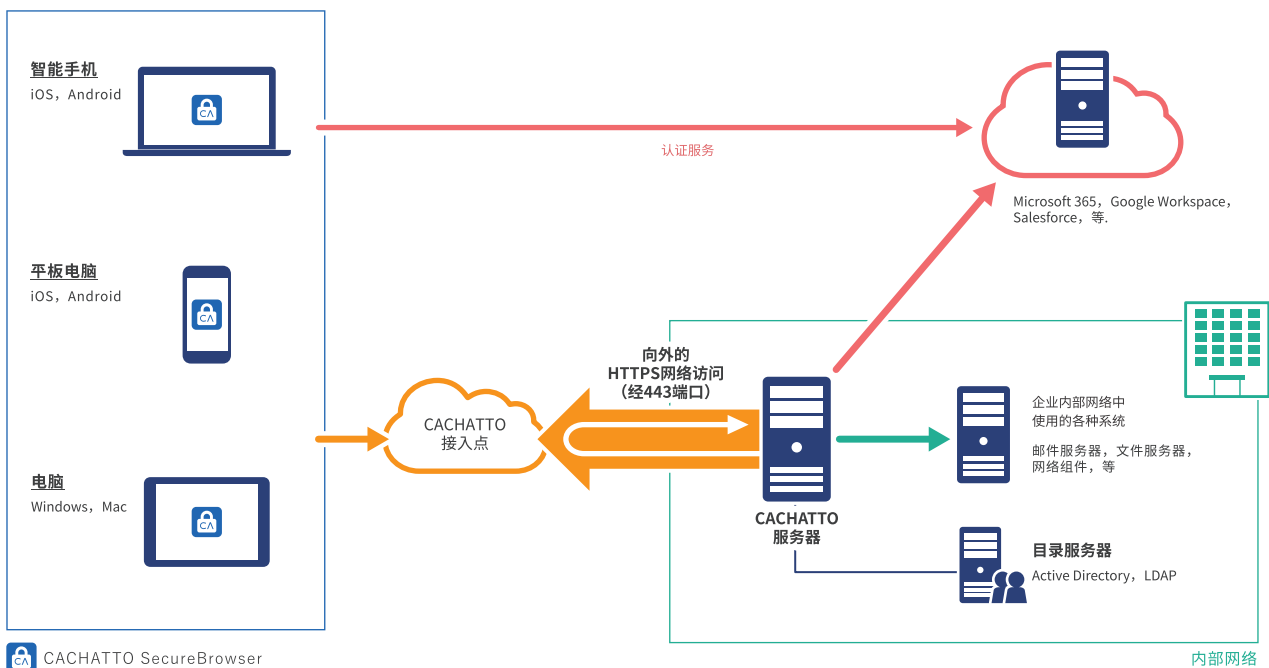 智能手机
iOS，Android
CA
认证服务
Microsoft 365，Google Workspace，
Salesforce，等.
平板电脑
iOS，Android
CA
向外的
HTTPS网络访问
（经443端口）
CACHATTO
接入点
企业内部网络中
使用的各种系统
邮件服务器，文件服务器，
网络组件，等
电脑
Windows，Mac
CA
CACHATTO
服务器
目录服务器
Active Directory，LDAP
CA
CACHATTO SecureBrowser
内部网络